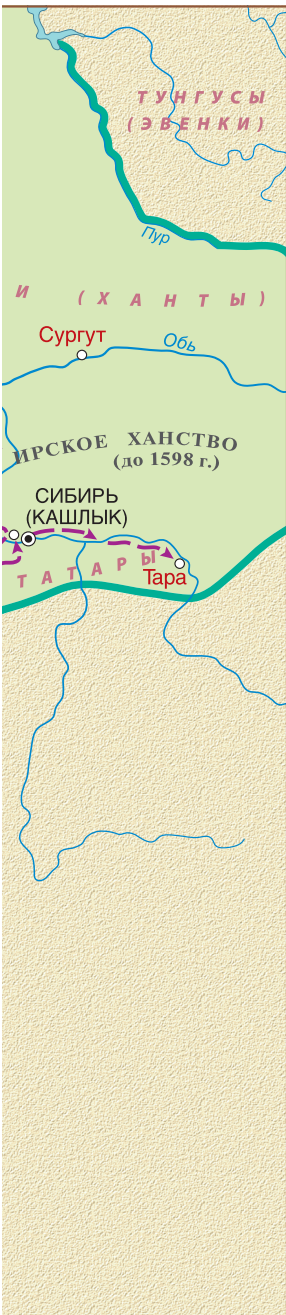 ТУНГУСЫ
(ЭВЕНКИ)
Пур
И (ХАНТЫ)
Сургут
Обь
ИРСКОЕ ХАНСТВО
(до 1598 г.)
СИБИРЬ
(КАШЛЫК)
ТАТАРЫ
Тара